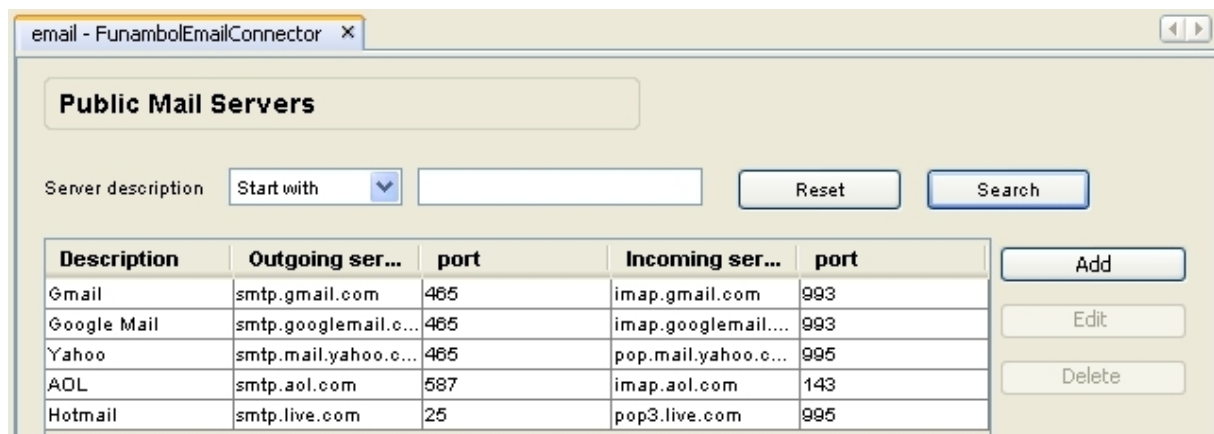 email - FunambolEmailConnector ×
Public Mail Servers
Server description Start with Reset Search
Description Outgoing ser... port Incoming ser... port Add
Gmail smtp.gmail.com 465 imap.gmail.com 993
Google Mail smtp.googlemail.c... 465 imap.googlemail.... 993 Edit
Yahoo smtp.mail.yahoo.c... 465 pop.mail.yahoo.c... 995
AOL smtp.aol.com 587 imap.aol.com 143 Delete
Hotmail smtp.live.com 25 pop3.live.com 995